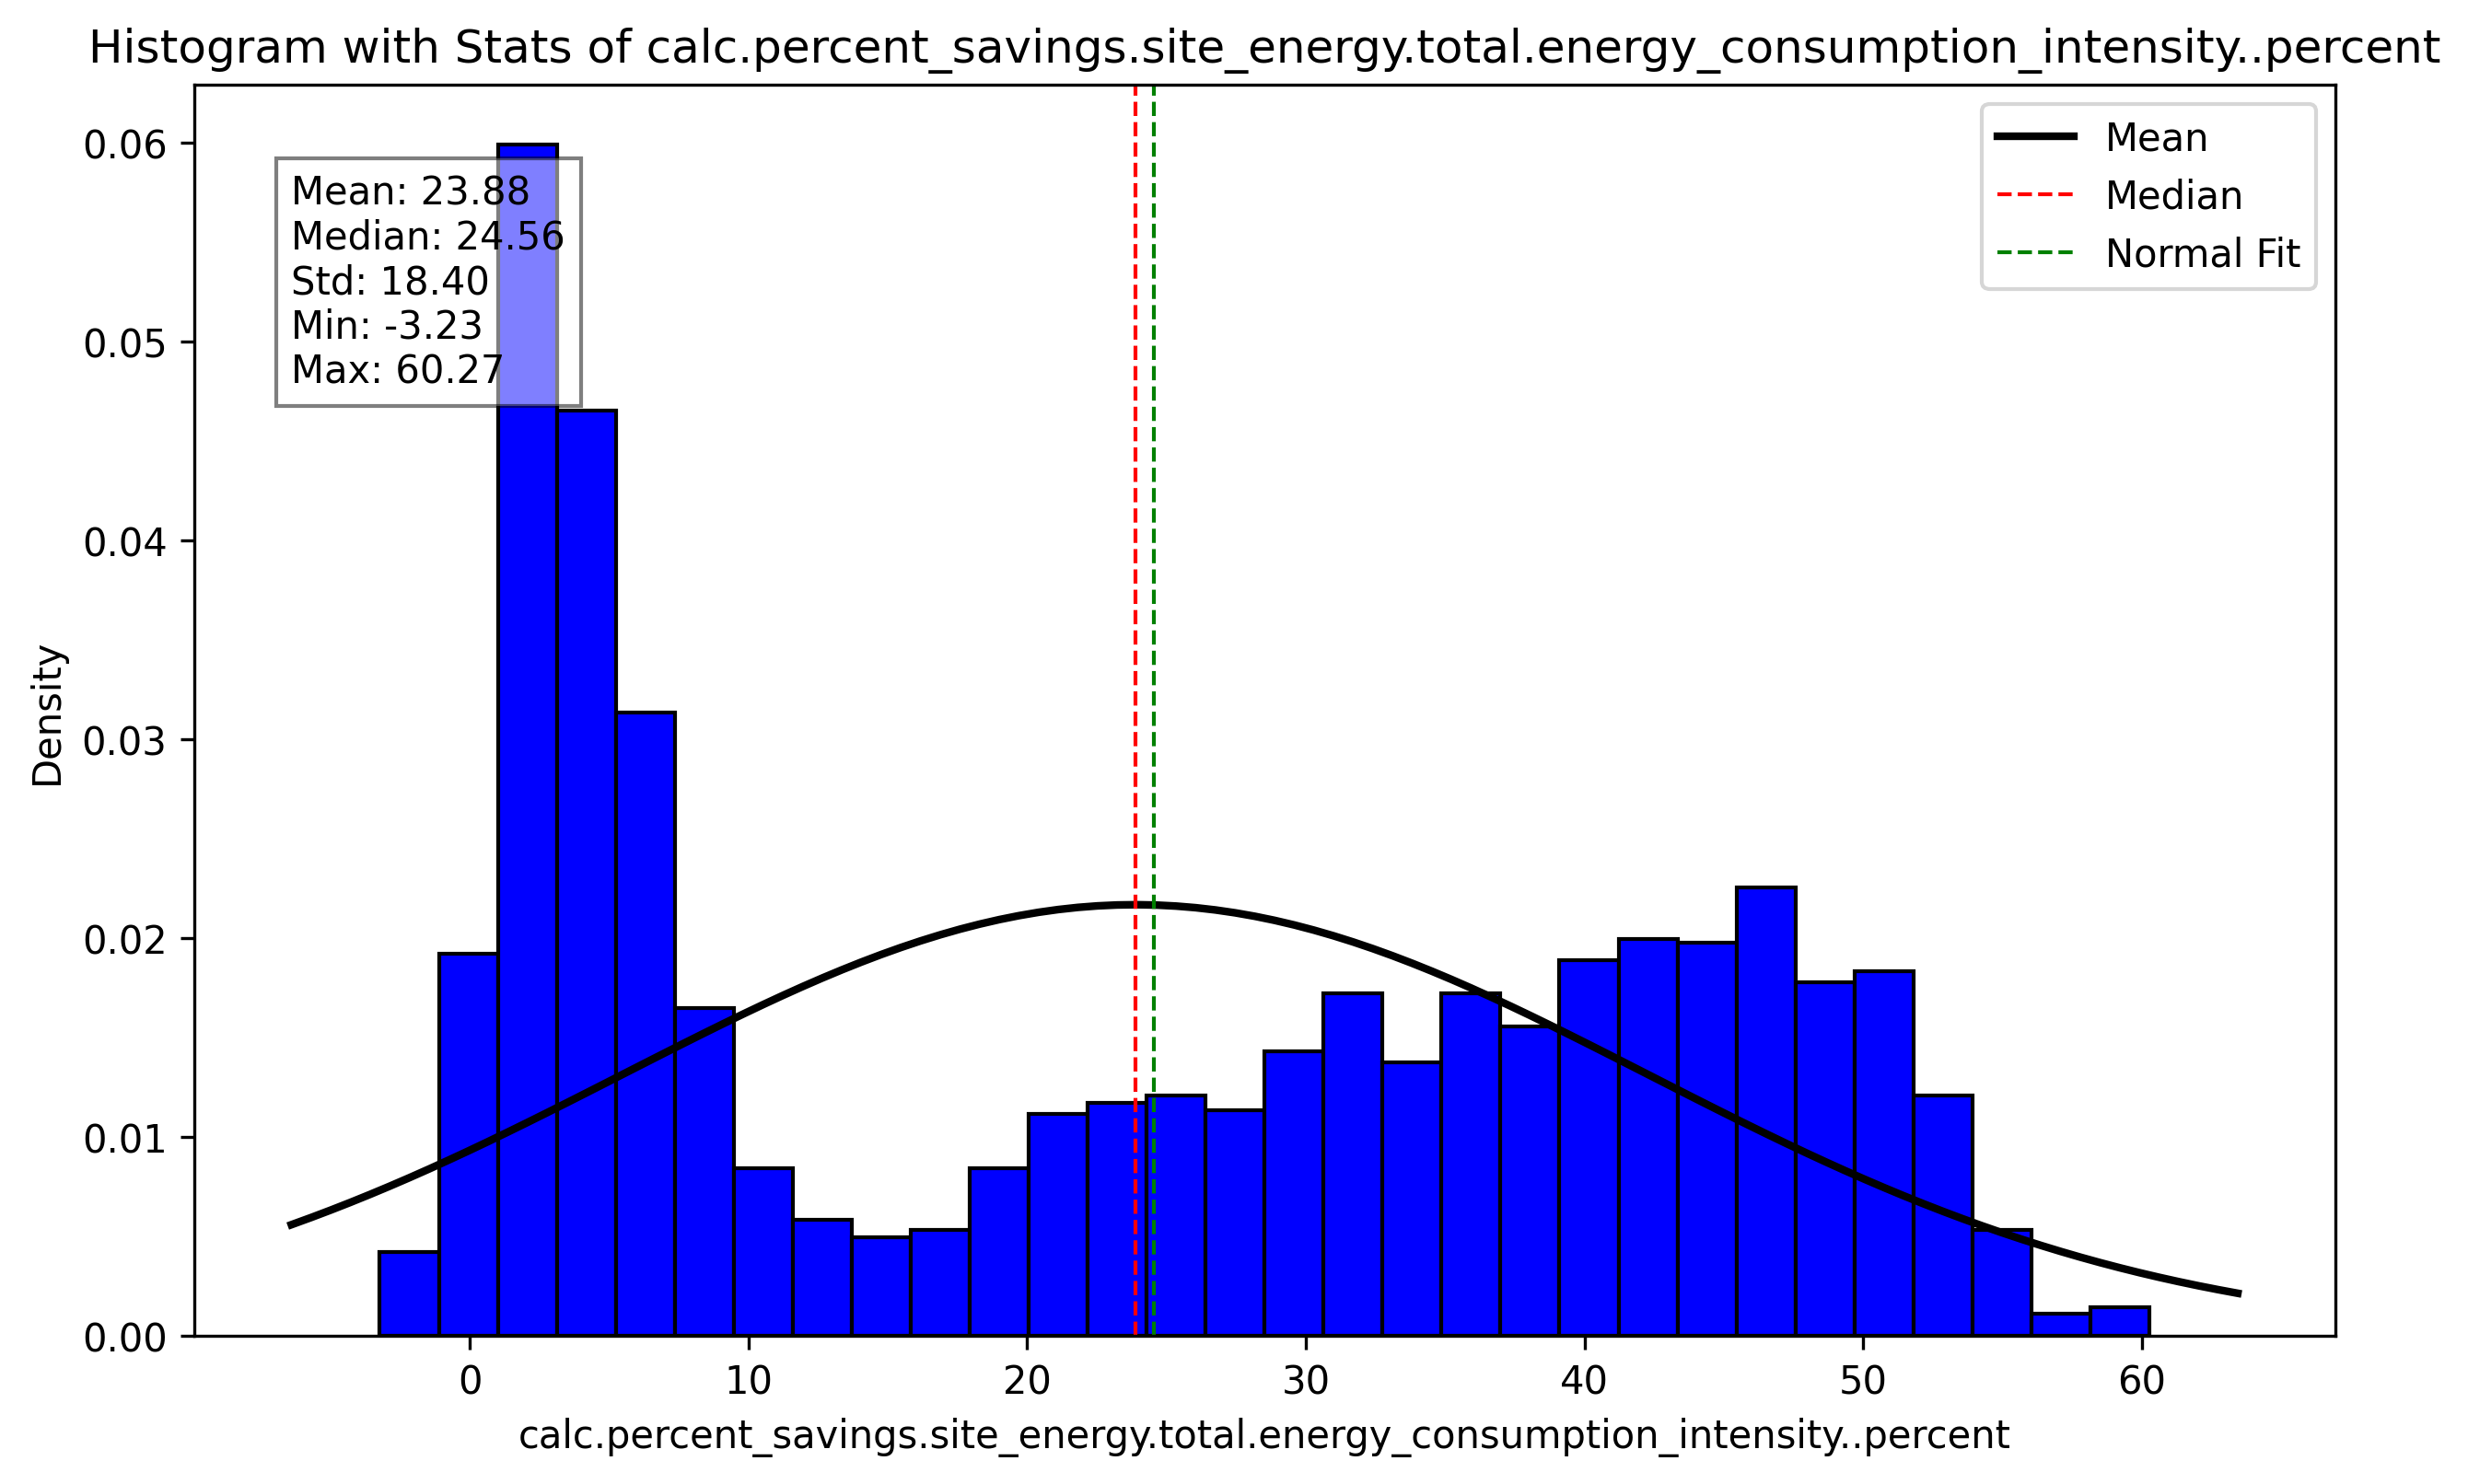 Histogram with Stats of calc.percent_savings.site_energy.total.energy_consumption_intensity..percent
Mean: 23.88
Median: 24.56
Std: 18.40
Min: -3.23
Max: 60.27
Mean
Median
Normal Fit
Density
0.06
0.05
0.04
0.03
0.02
0.01
0.00
0
10
20
30
40
50
60
calc.percent_savings.site_energy.total.energy_consumption_intensity..percent